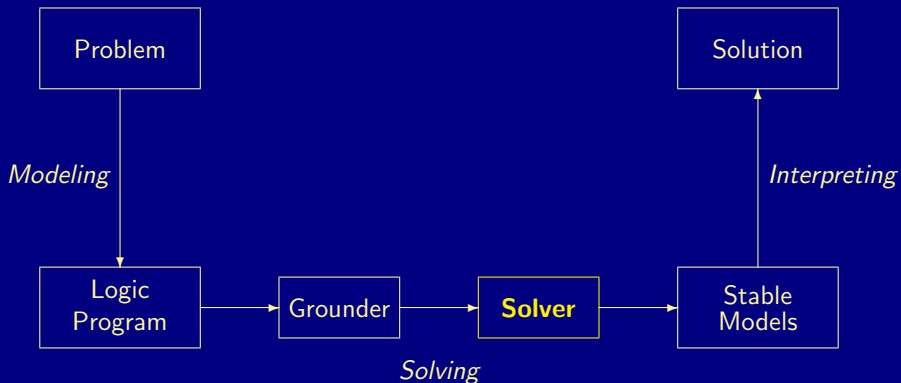 Problem
Solution
Modeling
Interpreting
Logic
Program
Grounder
Solver
Stable
Models
Solving